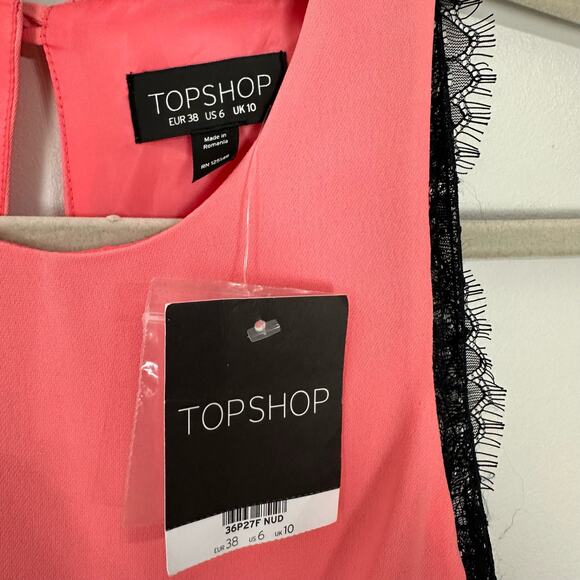 TOPSHOP
EUR 38 US 6 UK 10
Made in
Romania
TOPSHOP
36P27F NUD
EUR 38 US 6 UK 10